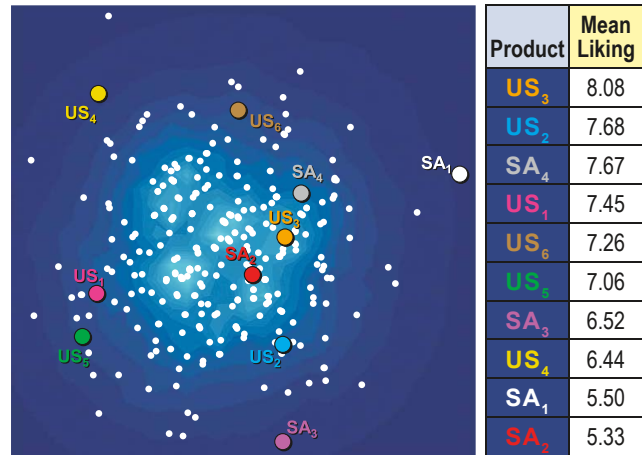 US₄
US₆
SA₁
SA₄
US₃
SA₂
US₁
US₅
US₂
SA₃
Product Mean Liking
US₃ 8.08
US₂ 7.68
SA₄ 7.67
US₁ 7.45
US₆ 7.26
US₅ 7.06
SA₃ 6.52
US₄ 6.44
SA₁ 5.50
SA₂ 5.33